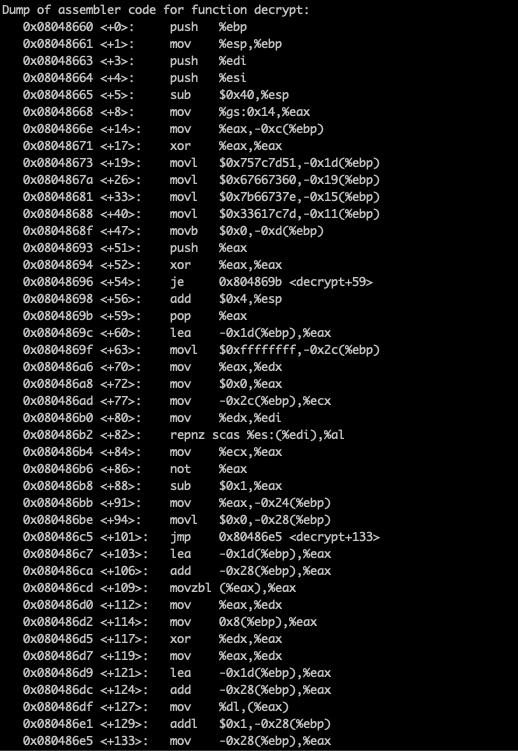 Dump of assembler code for function decrypt:
0x08048660 <+0>: push %ebp
0x08048661 <+1>: mov %esp,%ebp
0x08048663 <+3>: push %edi
0x08048664 <+4>: push %esi
0x08048665 <+5>: sub $0x40,%esp
0x08048668 <+8>: mov %gs:0x14,%eax
0x0804866e <+14>: mov %eax,-0xc(%ebp)
0x08048671 <+17>: xor %eax,%eax
0x08048673 <+19>: movl $0x757c7d51,-0x1d(%ebp)
0x0804867a <+26>: movl $0x67667360,-0x19(%ebp)
0x08048681 <+33>: movl $0x7b66737e,-0x15(%ebp)
0x08048688 <+40>: movl $0x33617c7d,-0x11(%ebp)
0x0804868f <+47>: movb $0x0,-0xd(%ebp)
0x08048693 <+51>: push %eax
0x08048694 <+52>: xor %eax,%eax
0x08048696 <+54>: je 0x804869b <decrypt+59>
0x08048698 <+56>: add $0x4,%esp
0x0804869b <+59>: pop %eax
0x0804869c <+60>: lea -0x1d(%ebp),%eax
0x0804869f <+63>: movl $0xffffffff,-0x2c(%ebp)
0x080486a6 <+70>: mov %eax,%edx
0x080486a8 <+72>: mov $0x0,%eax
0x080486ad <+77>: mov -0x2c(%ebp),%ecx
0x080486b0 <+80>: mov %edx,%edi
0x080486b2 <+82>: repnz scas %es:(%edi),%al
0x080486b4 <+84>: mov %ecx,%eax
0x080486b6 <+86>: not %eax
0x080486b8 <+88>: sub $0x1,%eax
0x080486bb <+91>: mov %eax,-0x24(%ebp)
0x080486be <+94>: movl $0x0,-0x28(%ebp)
0x080486c5 <+101>: jmp 0x80486e5 <decrypt+133>
0x080486c7 <+103>: lea -0x1d(%ebp),%eax
0x080486ca <+106>: add -0x28(%ebp),%eax
0x080486cd <+109>: movzbl (%eax),%eax
0x080486d0 <+112>: mov %eax,%edx
0x080486d2 <+114>: mov 0x8(%ebp),%eax
0x080486d5 <+117>: xor %edx,%eax
0x080486d7 <+119>: mov %eax,%edx
0x080486d9 <+121>: lea -0x1d(%ebp),%eax
0x080486dc <+124>: add -0x28(%ebp),%eax
0x080486df <+127>: mov %dl,(%eax)
0x080486e1 <+129>: addl $0x1,-0x28(%ebp)
0x080486e5 <+133>: mov -0x28(%ebp),%eax